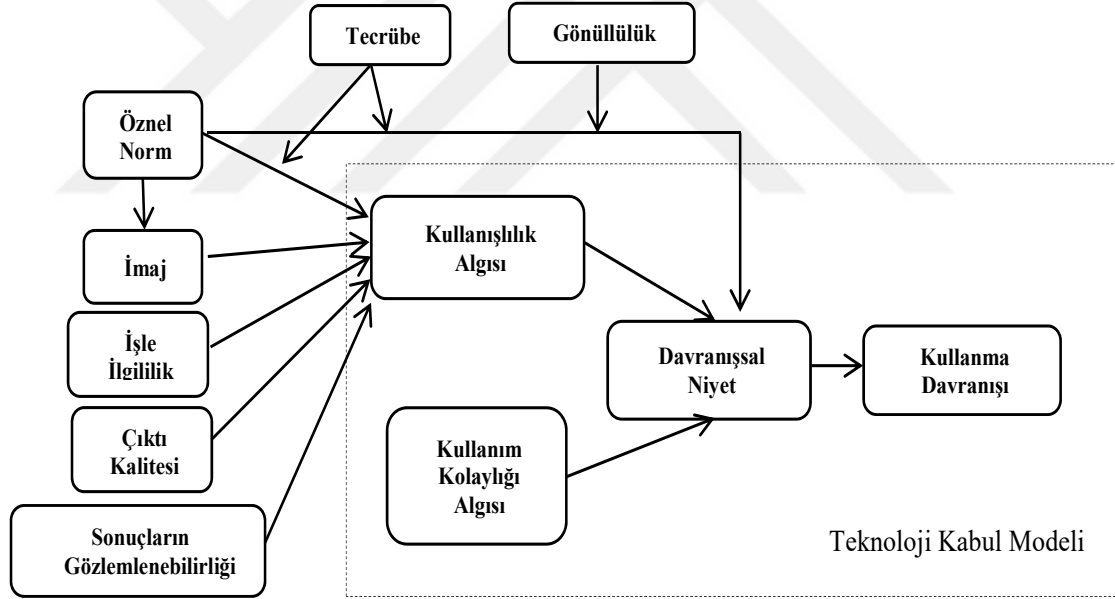 Tecrübe
Gönüllülük
Öznel
Norm
İmaj
Kullanışlılık
Algısı
İşle
İlgililik
Davranışsal
Niyet
Kullanma
Davranışı
Çıktı
Kalitesi
Kullanım
Kolaylığı
Algısı
Sonuçların
Gözlemlenebilirliği
Teknoloji Kabul Modeli